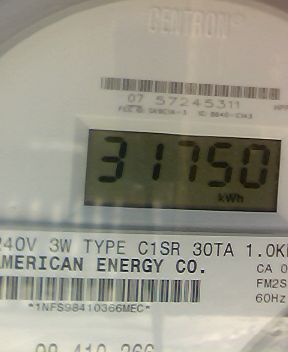 CENTRON®
07 57245311
31750
kWh
240V 3W TYPE C1SR 30TA 1.0K
AMERICAN ENERGY CO.
CA 0
FM2S
60Hz
*1NFS98410366MEC*